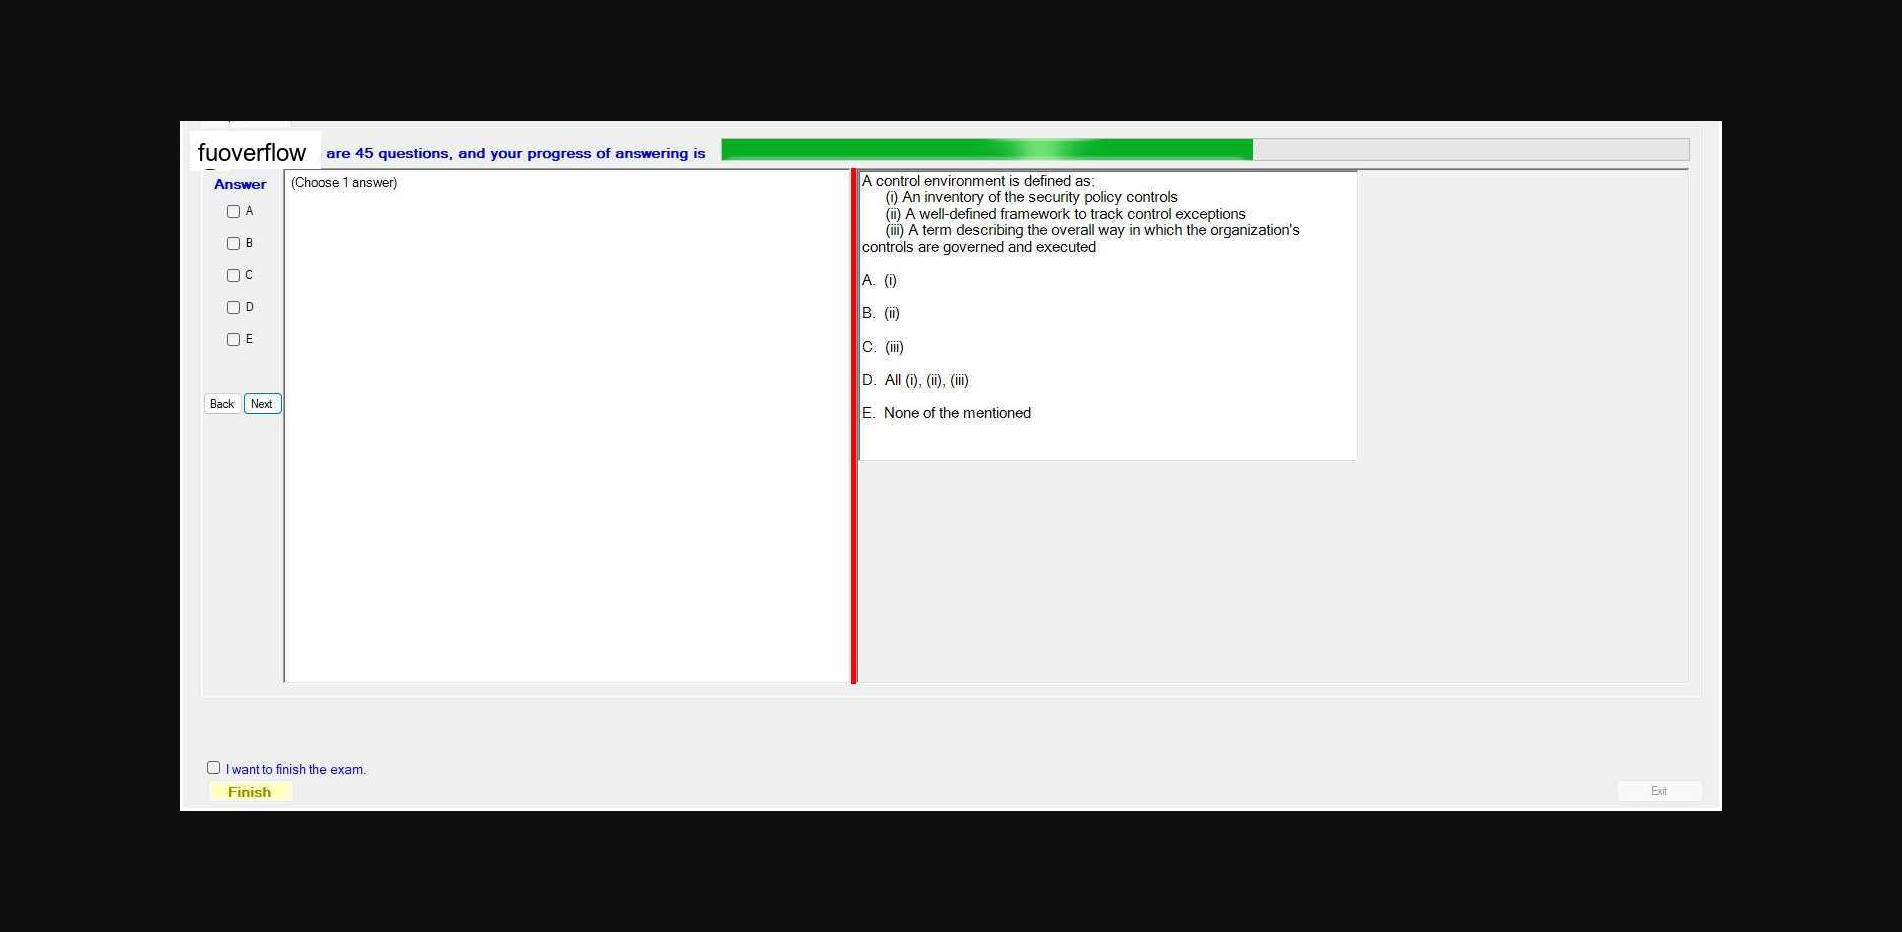 fuoverflow are 45 questions, and your progress of answering is
Answer
(Choose 1 answer)
A
B
C
D
E
Back Next
A control environment is defined as:
(i) An inventory of the security policy controls
(ii) A well-defined framework to track control exceptions
(iii) A term describing the overall way in which the organization's
controls are governed and executed
A. (i)
B. (ii)
C. (iii)
D. All (i), (ii), (iii)
E. None of the mentioned
I want to finish the exam.
Finish
Exit